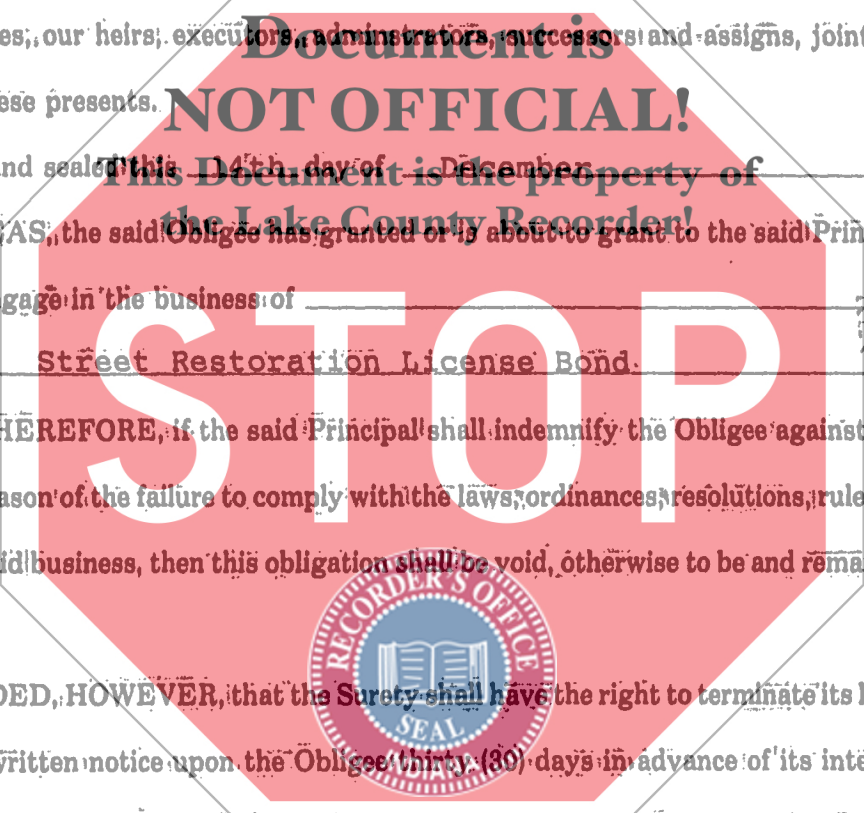 Document is
es, our heirs, executors, adminstrators, successors and assigns, joint
ese presents.
NOT OFFICIAL!
nd sealed this 14th day of December
This Document is the property of
the Lake County Recorder!
AS, the said Obligee has granted or is about to grant to the said Prin
gage in the business of
STOP
Street Restoration License Bond
HEREFORE, if the said Principal shall indemnify the Obligee against
ason of the failure to comply with the laws, ordinances, resolutions, rule
id business, then this obligation shall be void, otherwise to be and rema
RECORDER'S OFFICE
SEAL
INDIANA
DED, HOWEVER, that the Surety shall have the right to terminate its l
written notice upon the Obligee thirty (30) days in advance of its inte